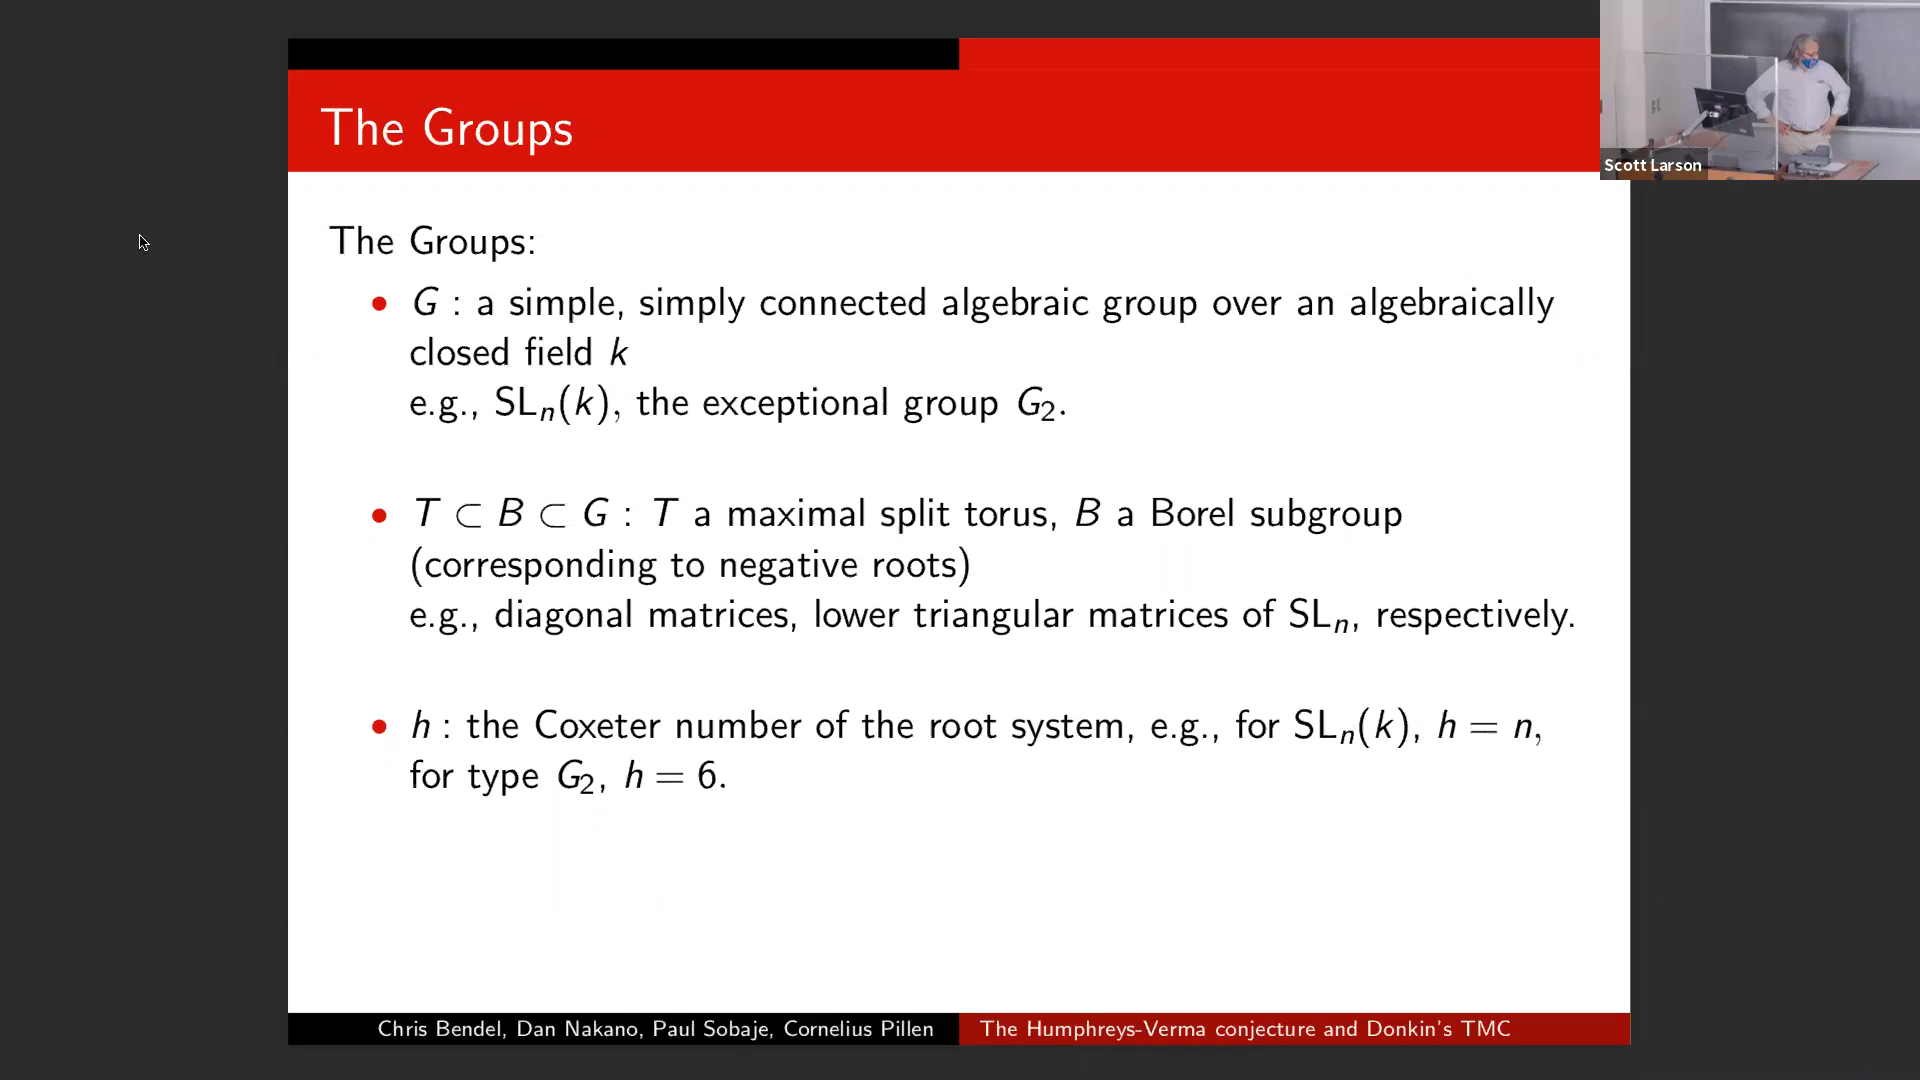 The Groups
Scott Larson
The Groups:
• G : a simple, simply connected algebraic group over an algebraically
closed field k
e.g., SLₙ(k), the exceptional group G₂.
• T ⊂ B ⊂ G : T a maximal split torus, B a Borel subgroup
(corresponding to negative roots)
e.g., diagonal matrices, lower triangular matrices of SLₙ, respectively.
• h : the Coxeter number of the root system, e.g., for SLₙ(k), h = n,
for type G₂, h = 6.
Chris Bendel, Dan Nakano, Paul Sobaje, Cornelius Pillen
The Humphreys-Verma conjecture and Donkin's TMC